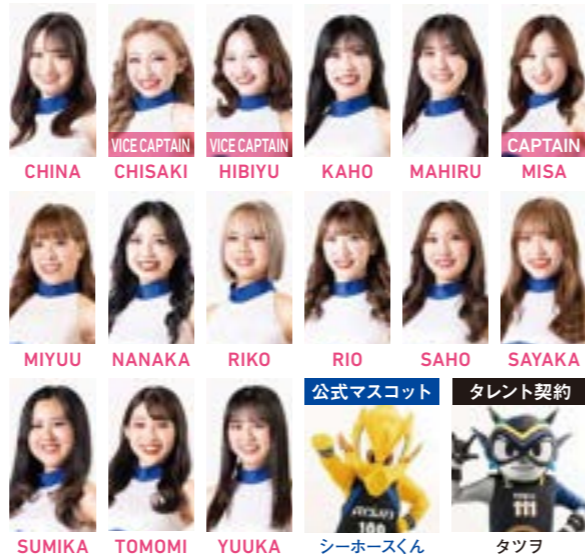 VICE CAPTAIN
VICE CAPTAIN
CAPTAIN
CHINA
CHISAKI
HIBIYU
KAHO
MAHIRU
MISA
MIYUU
NANAKA
RIKO
RIO
SAHO
SAYAKA
公式マスコット
タレント契約
100
111
SUMIKA
TOMOMI
YUUKA
シーホースくん
タツヲ